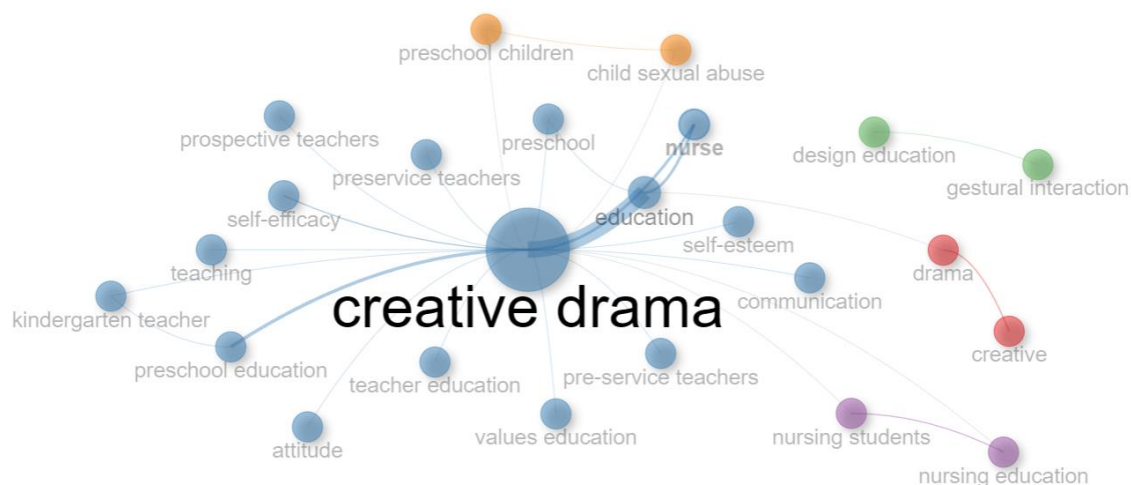 preschool children
child sexual abuse
prospective teachers
preschool
nurse
design education
preservice teachers
gestural interaction
self-efficacy
education
self-esteem
teaching
drama
communication
kindergarten teacher
creative drama
creative
preschool education
teacher education
pre-service teachers
attitude
values education
nursing students
nursing education